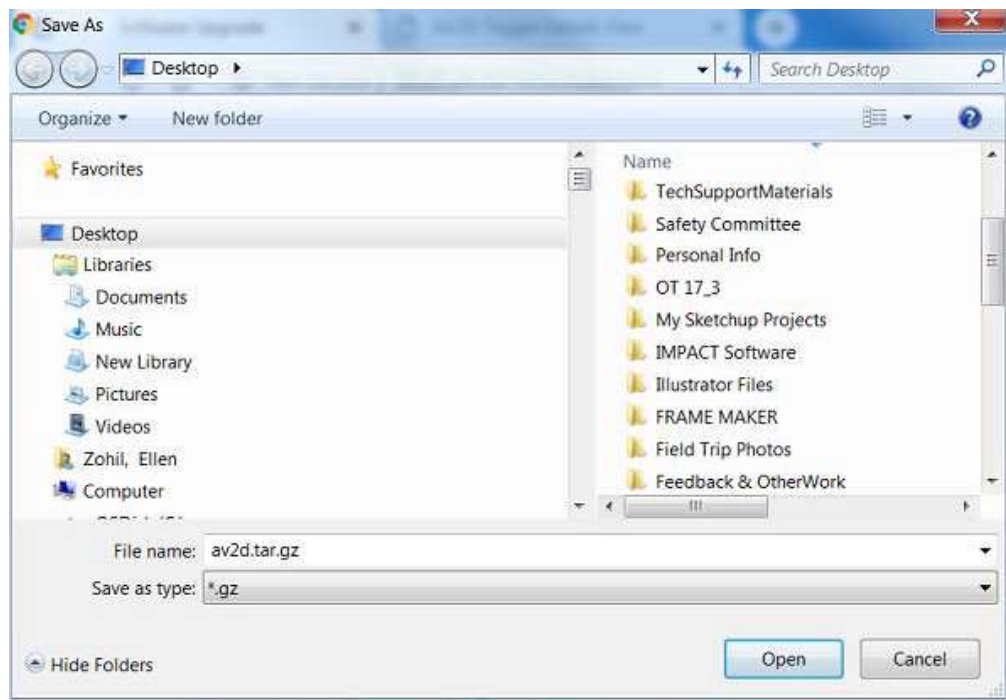 Save As
Desktop
Search Desktop
Organize
New folder
Favorites
Desktop
Libraries
Documents
Music
New Library
Pictures
Videos
Zohil, Ellen
Computer
Name
TechSupportMaterials
Safety Committee
Personal Info
OT 17_3
My Sketchup Projects
IMPACT Software
Illustrator Files
FRAME MAKER
Field Trip Photos
Feedback & OtherWork
File name: av2d.tar.gz
Save as type: *.gz
Hide Folders
Open
Cancel